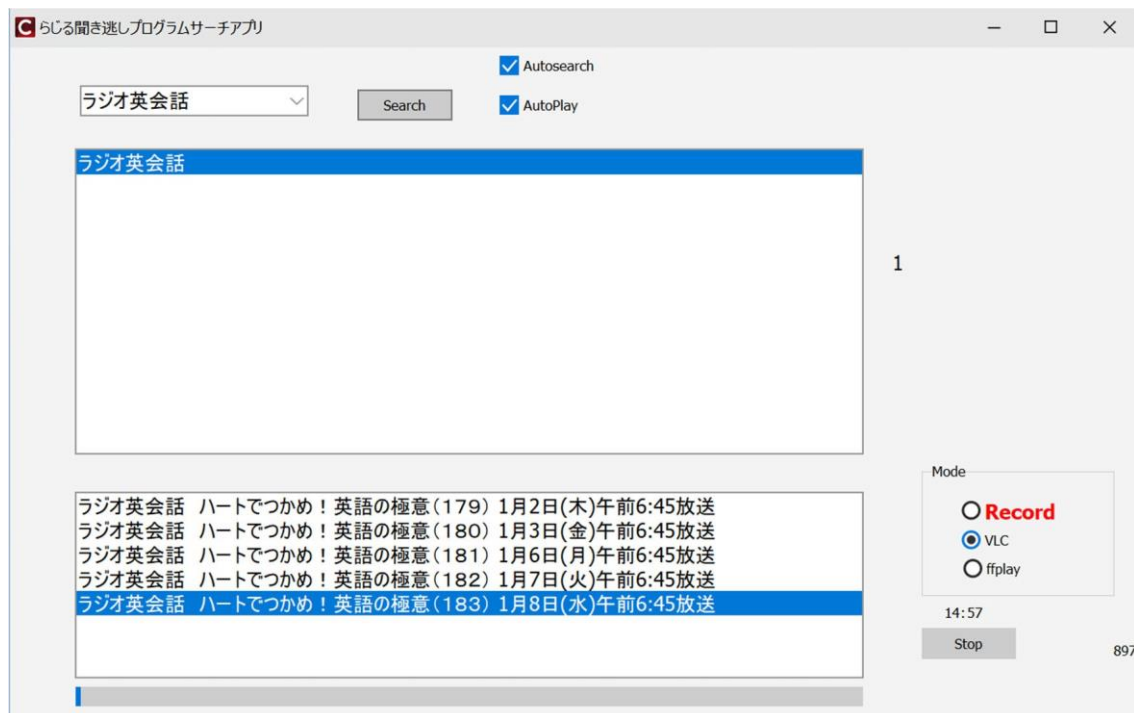 C らじる聞き逃しプログラムサーチアプリ
Autosearch
ラジオ英会話
Search
AutoPlay
ラジオ英会話
1
Mode
Record
VLC
ffplay
ラジオ英会話 ハートでつかめ！英語の極意（179） 1月2日(木)午前6:45放送
ラジオ英会話 ハートでつかめ！英語の極意（180） 1月3日(金)午前6:45放送
ラジオ英会話 ハートでつかめ！英語の極意（181） 1月6日(月)午前6:45放送
ラジオ英会話 ハートでつかめ！英語の極意（182） 1月7日(火)午前6:45放送
ラジオ英会話 ハートでつかめ！英語の極意（183） 1月8日(水)午前6:45放送
14:57
Stop
897